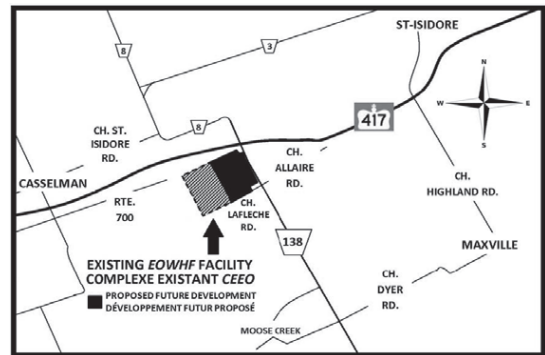 ST-ISIDORE
8
3
N
W
E
S
417
CH. ST.
ISIDORE
RD.
8
CASSELMAN
RTE.
700
CH.
ALLAIRE
RD.
CH.
HIGHLAND RD.
CH.
LAFLECHE
RD.
138
MAXVILLE
EXISTING EOWHF FACILITY
COMPLEXE EXISTANT CEEO
PROPOSED FUTURE DEVELOPMENT
DÉVELOPPEMENT FUTUR PROPOSÉ
CH.
DYER
RD.
MOOSE CREEK